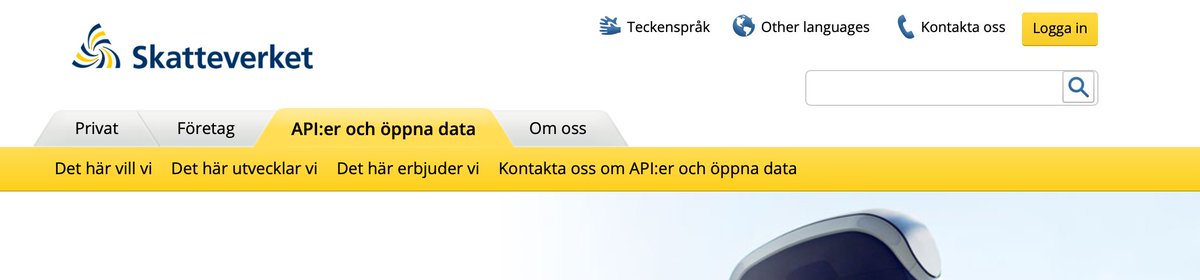 Teckenspråk
Other languages
Kontakta oss
Logga in
Skatteverket
Privat
Företag
API:er och öppna data
Om oss
Det här vill vi
Det här utvecklar vi
Det här erbjuder vi
Kontakta oss om API:er och öppna data